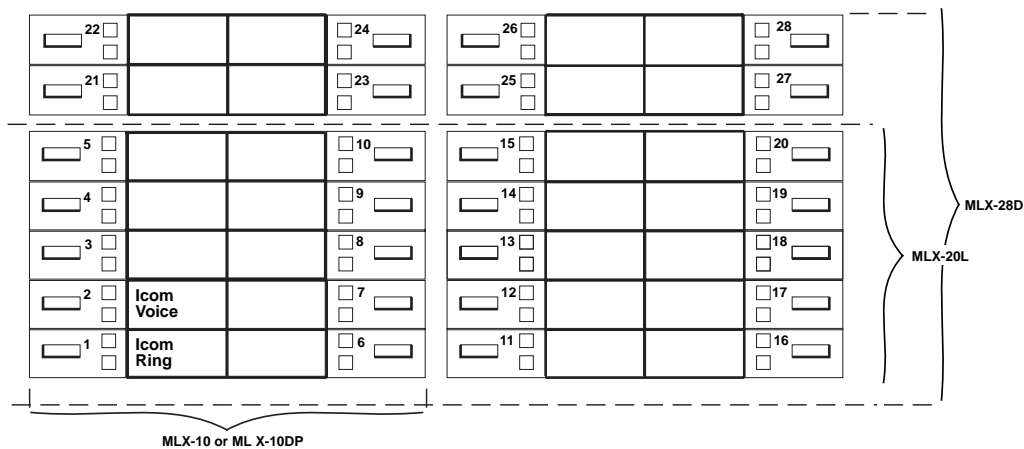 22 24 26 28
21 23 25 27
5 10 15 20
4 9 14 19
MLX-28D
3 8 13 18
MLX-20L
2 Icom
Voice 7 12 17
1 Icom
Ring 6 11 16
MLX-10 or ML X-10DP